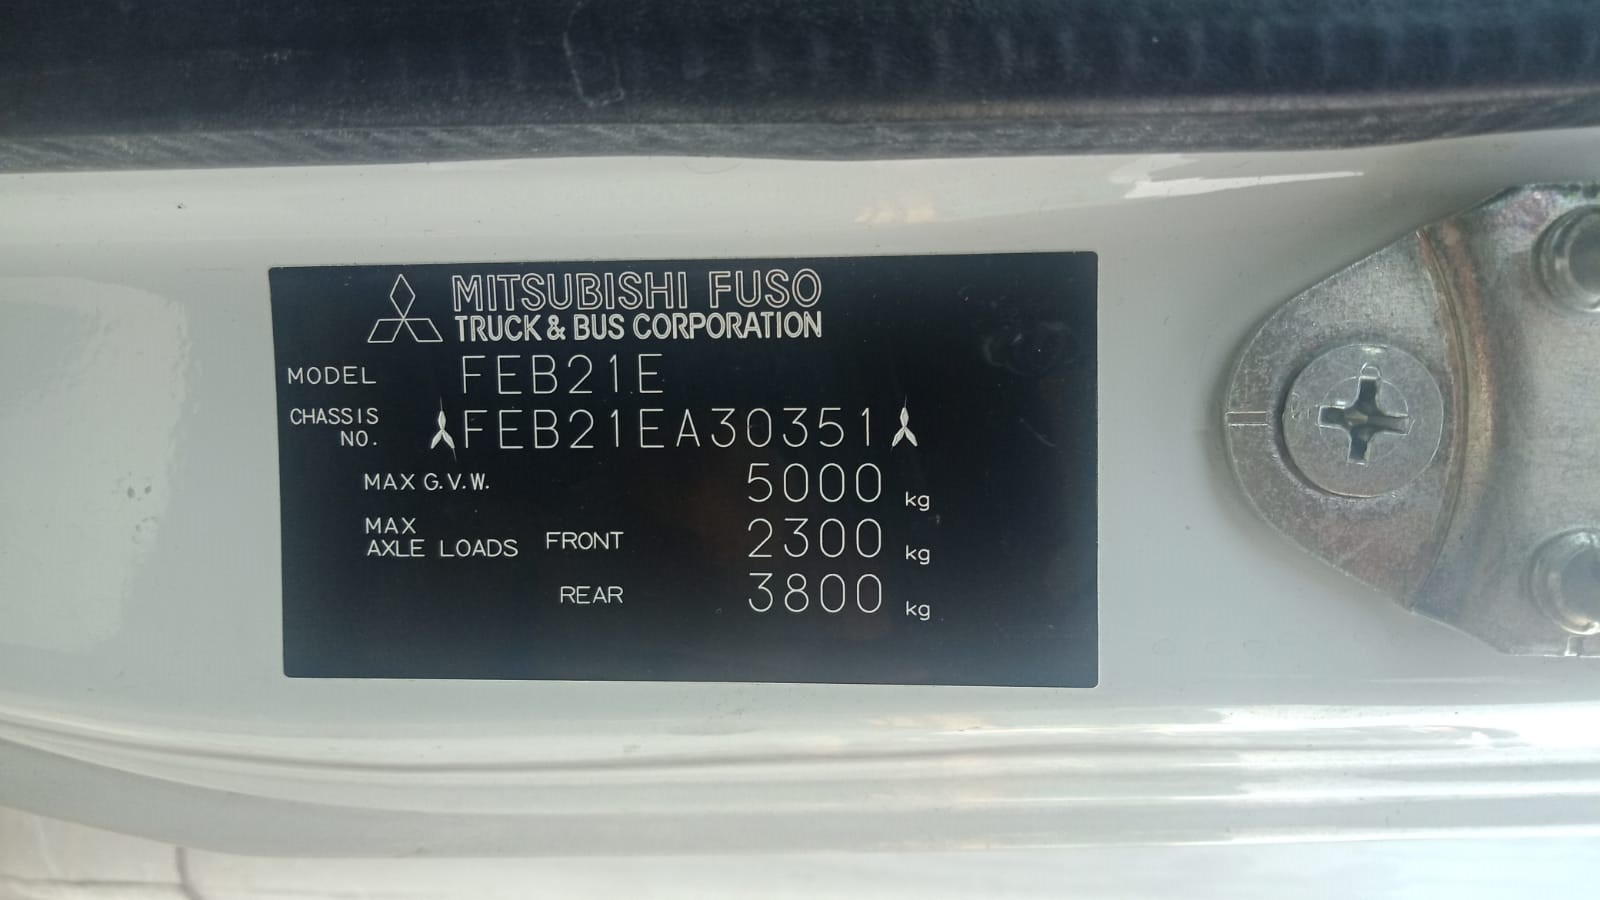 MITSUBISHI FUSO
TRUCK & BUS CORPORATION
MODEL FEB21E
CHASSIS NO. FEB21EA30351
MAX G.V.W. 5000 kg
MAX AXLE LOADS FRONT 2300 kg
REAR 3800 kg